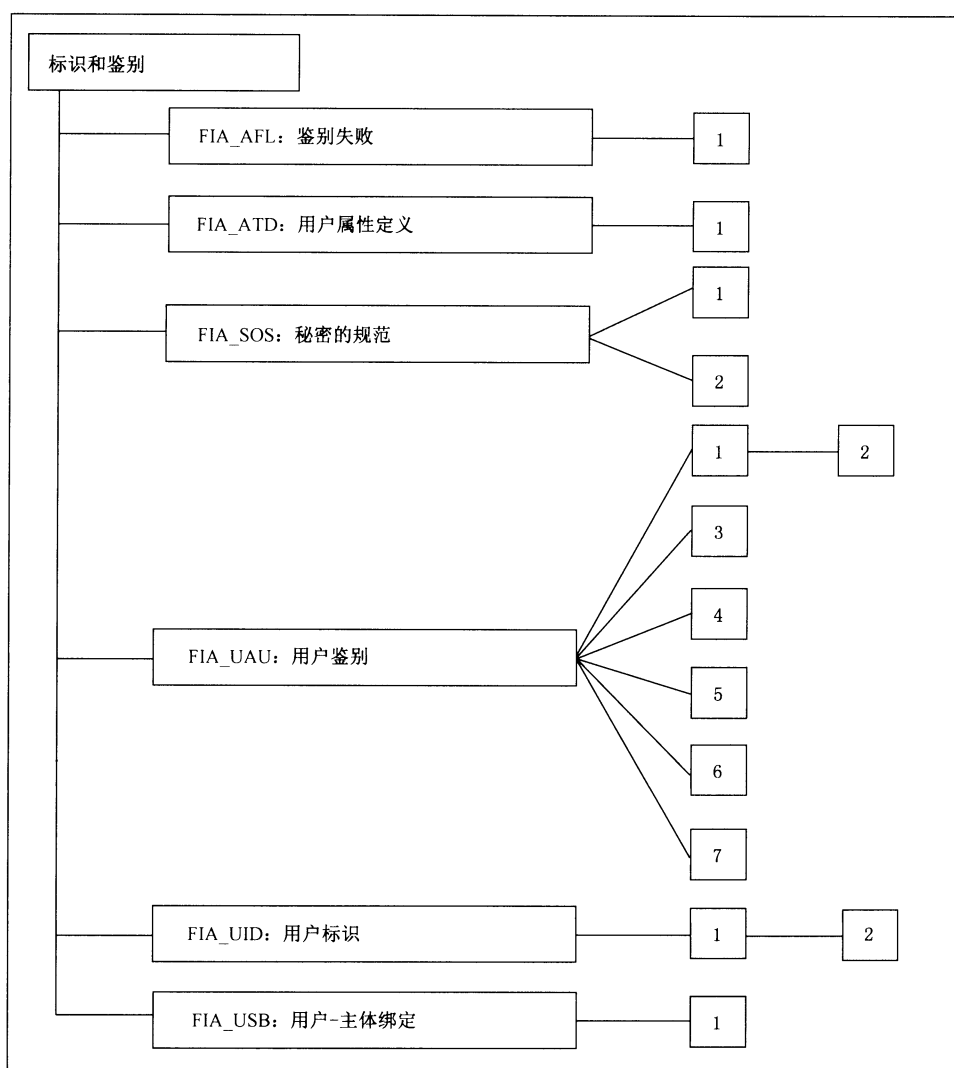 标识和鉴别
FIA_AFL：鉴别失败
1
FIA_ATD：用户属性定义
1
1
FIA_SOS：秘密的规范
2
1
2
3
4
FIA_UAU：用户鉴别
5
6
7
FIA_UID：用户标识
1
2
FIA_USB：用户-主体绑定
1